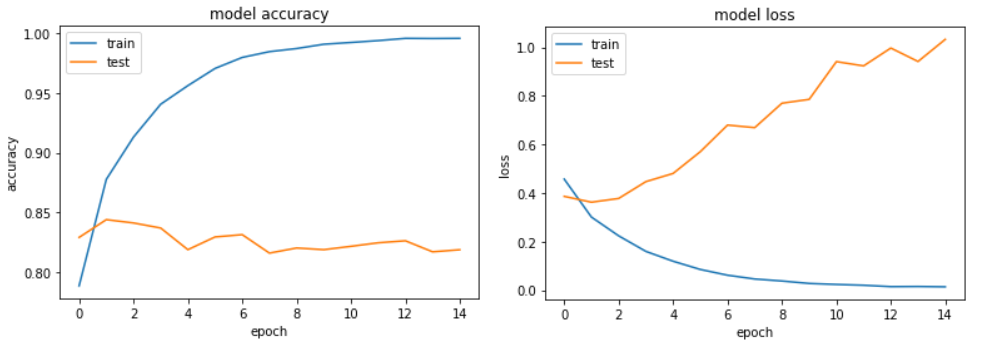 model accuracy
train
test
1.00
0.95
0.90
0.85
0.80
accuracy
0 2 4 6 8 10 12 14
epoch
model loss
train
test
1.0
0.8
0.6
0.4
0.2
0.0
loss
0 2 4 6 8 10 12 14
epoch